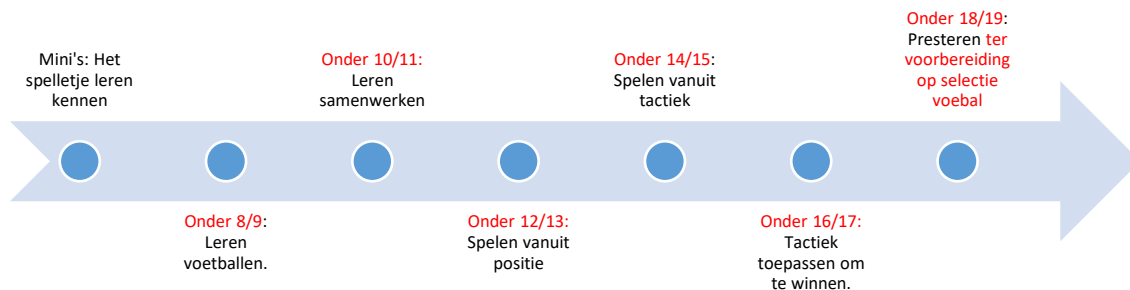 Mini's: Het
spelletje leren
kennen
Onder 8/9:
Leren
voetballen.
Onder 10/11:
Leren
samenwerken
Onder 12/13:
Spelen vanuit
positie
Onder 14/15:
Spelen vanuit
tactiek
Onder 16/17:
Tactiek
toepassen om
te winnen.
Onder 18/19:
Presteren ter
voorbereiding
op selectie
voebal